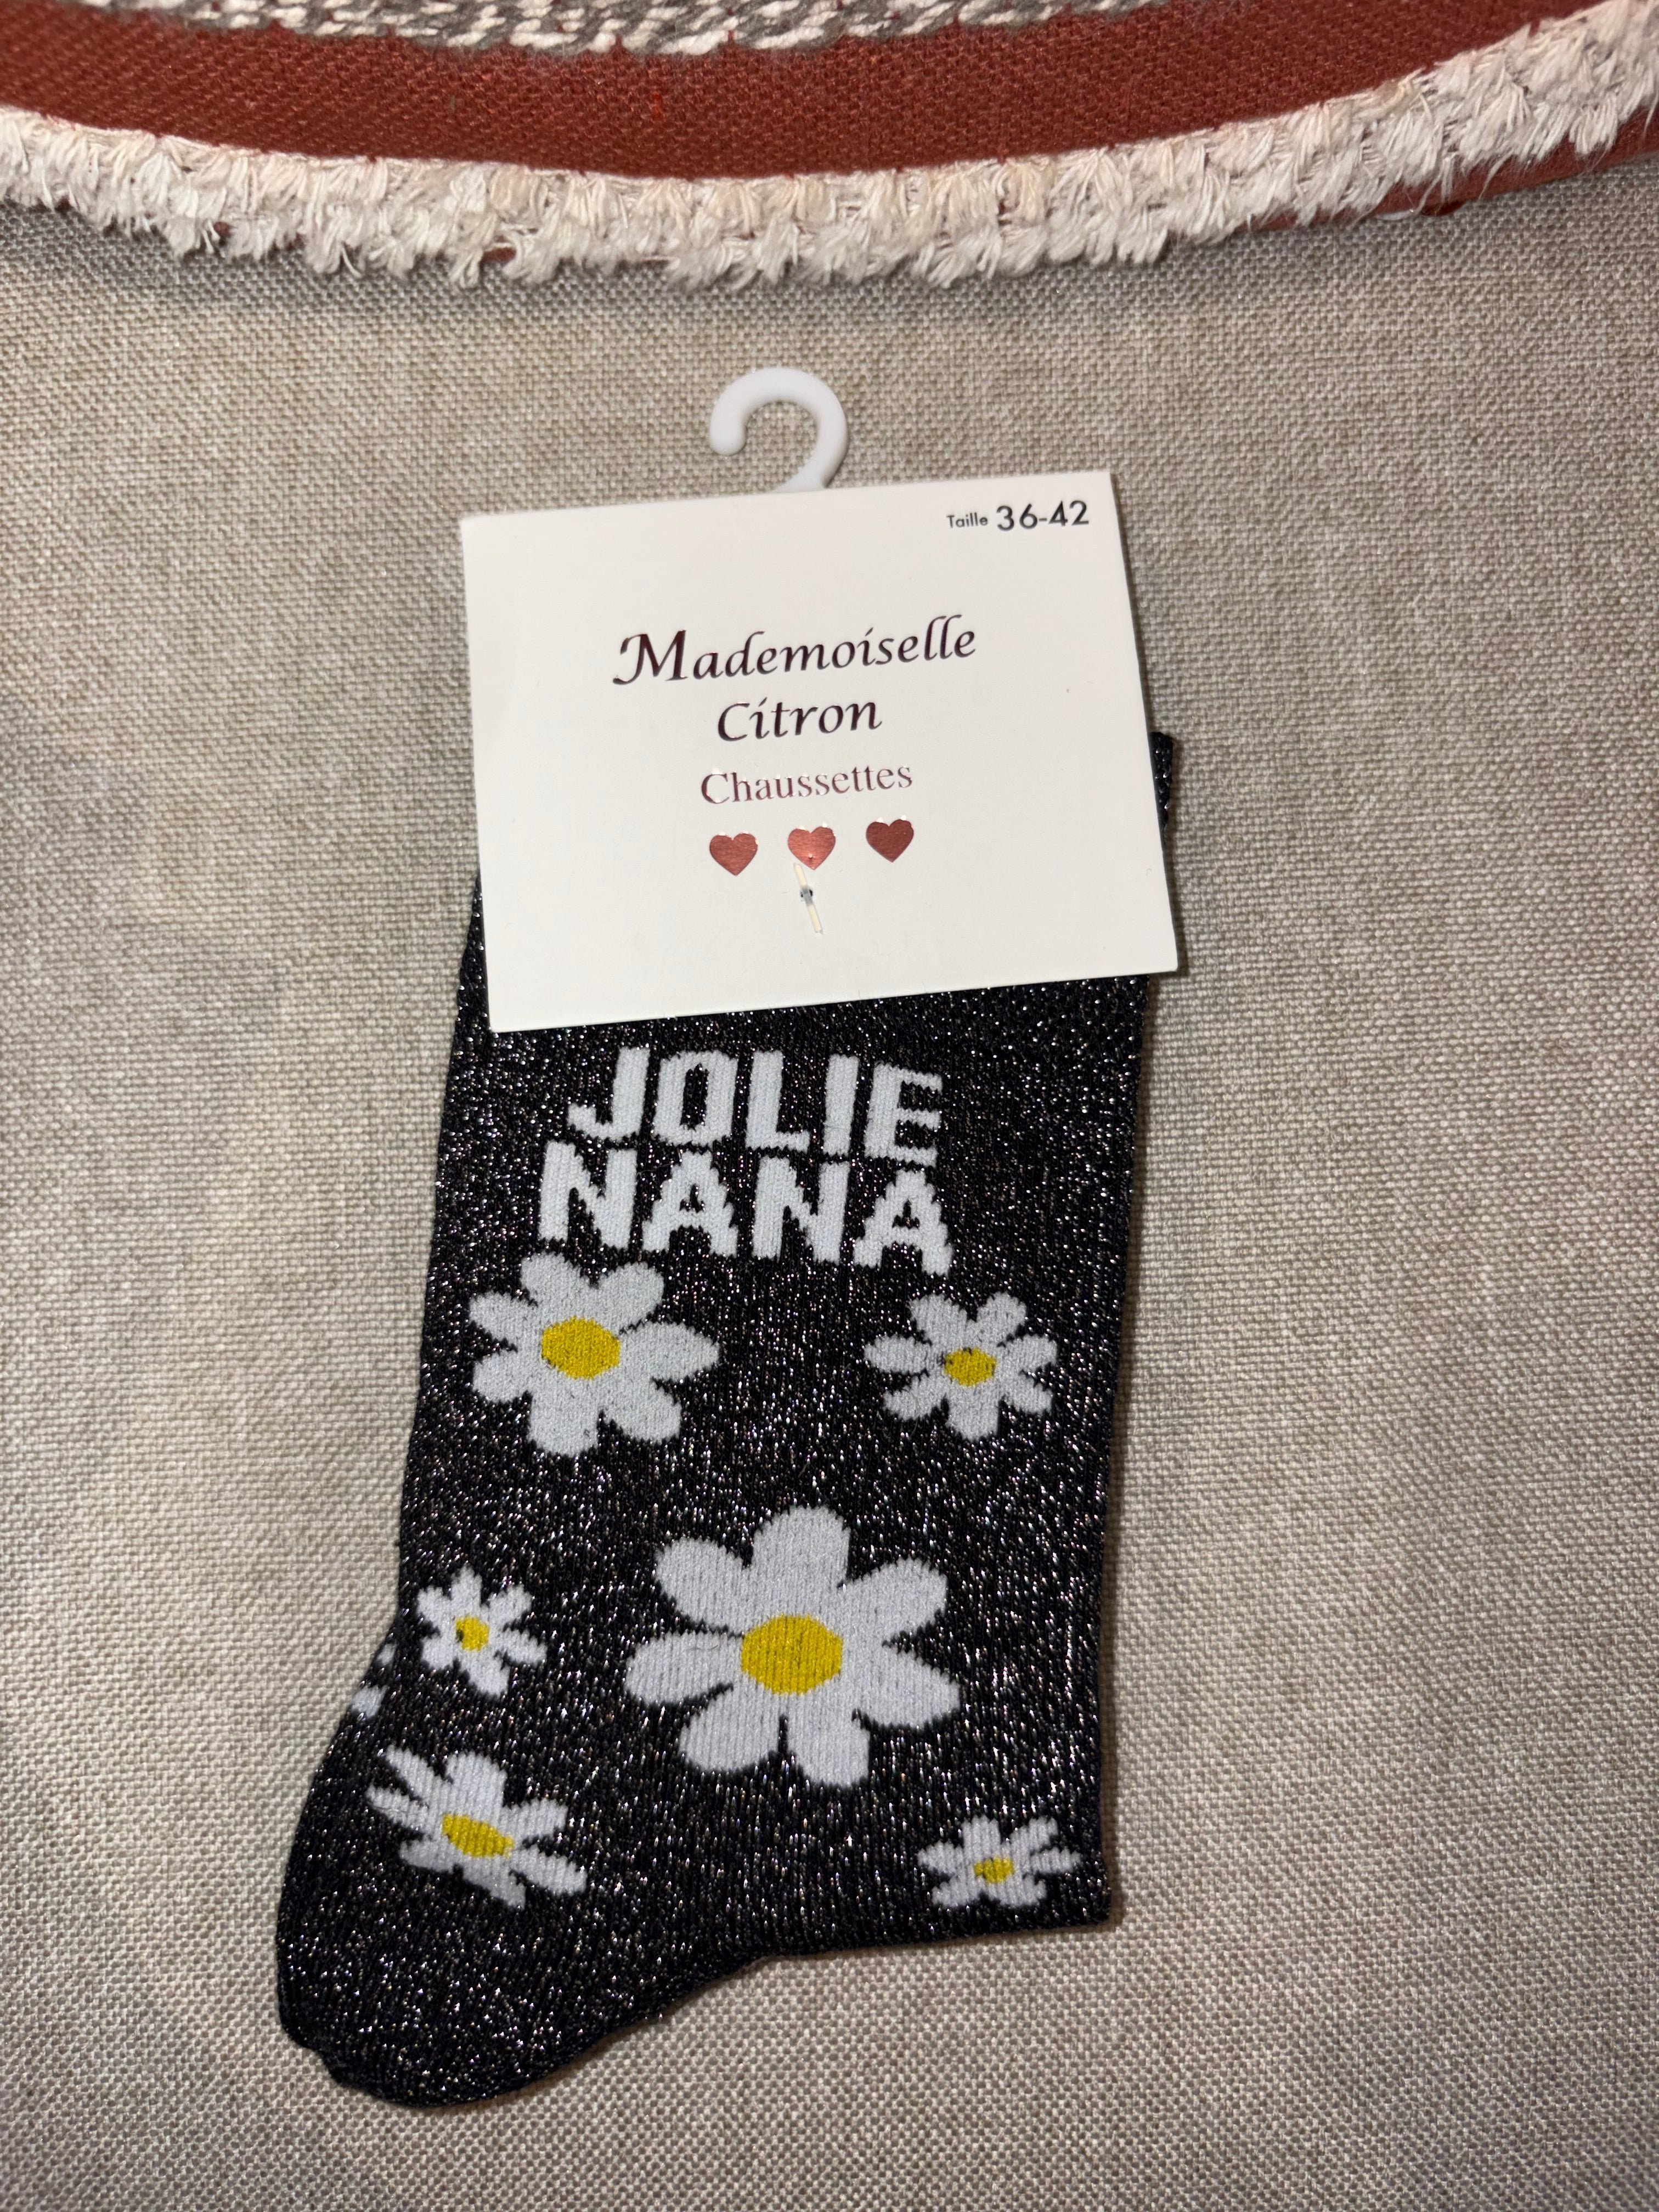 Taille 36-42
Mademoiselle
Citron
Chaussettes
JOLIE
NANA